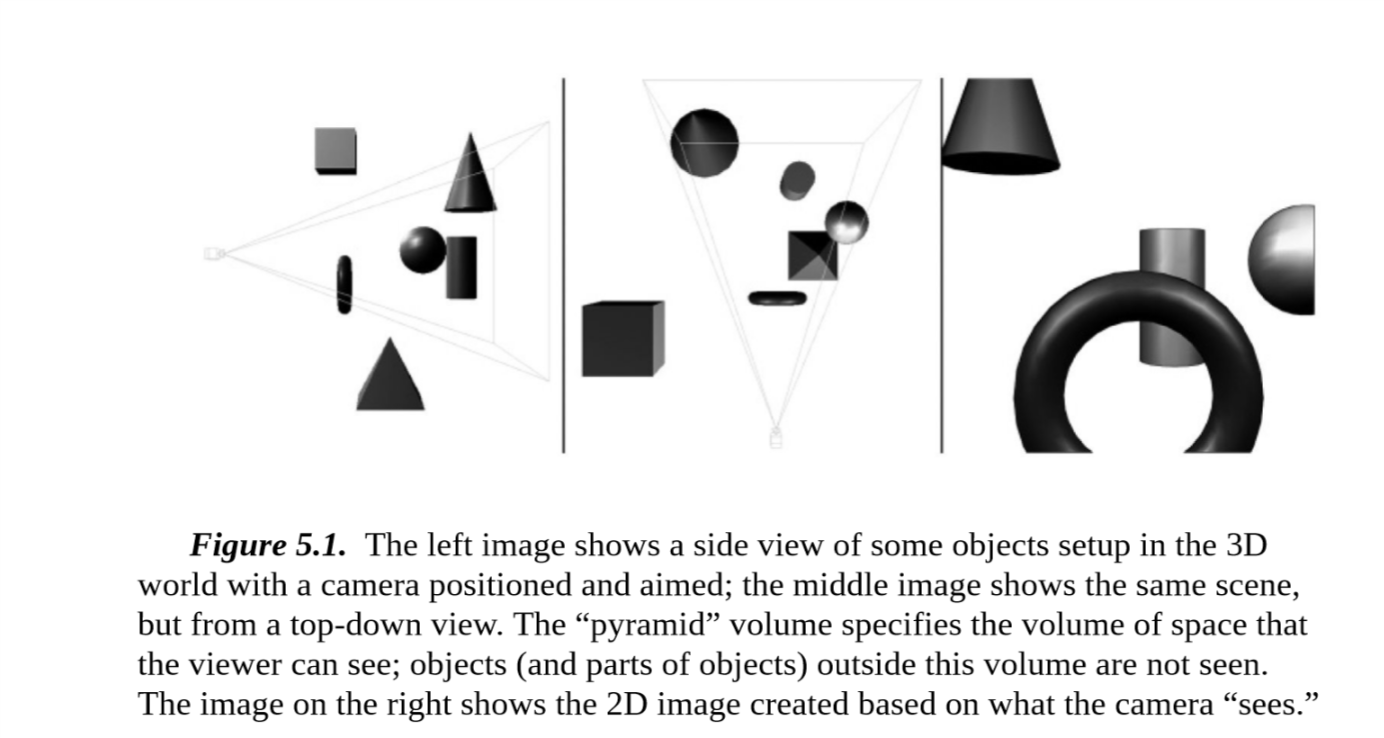 Figure 5.1. The left image shows a side view of some objects setup in the 3D
world with a camera positioned and aimed; the middle image shows the same scene,
but from a top-down view. The “pyramid” volume specifies the volume of space that
the viewer can see; objects (and parts of objects) outside this volume are not seen.
The image on the right shows the 2D image created based on what the camera “sees.”